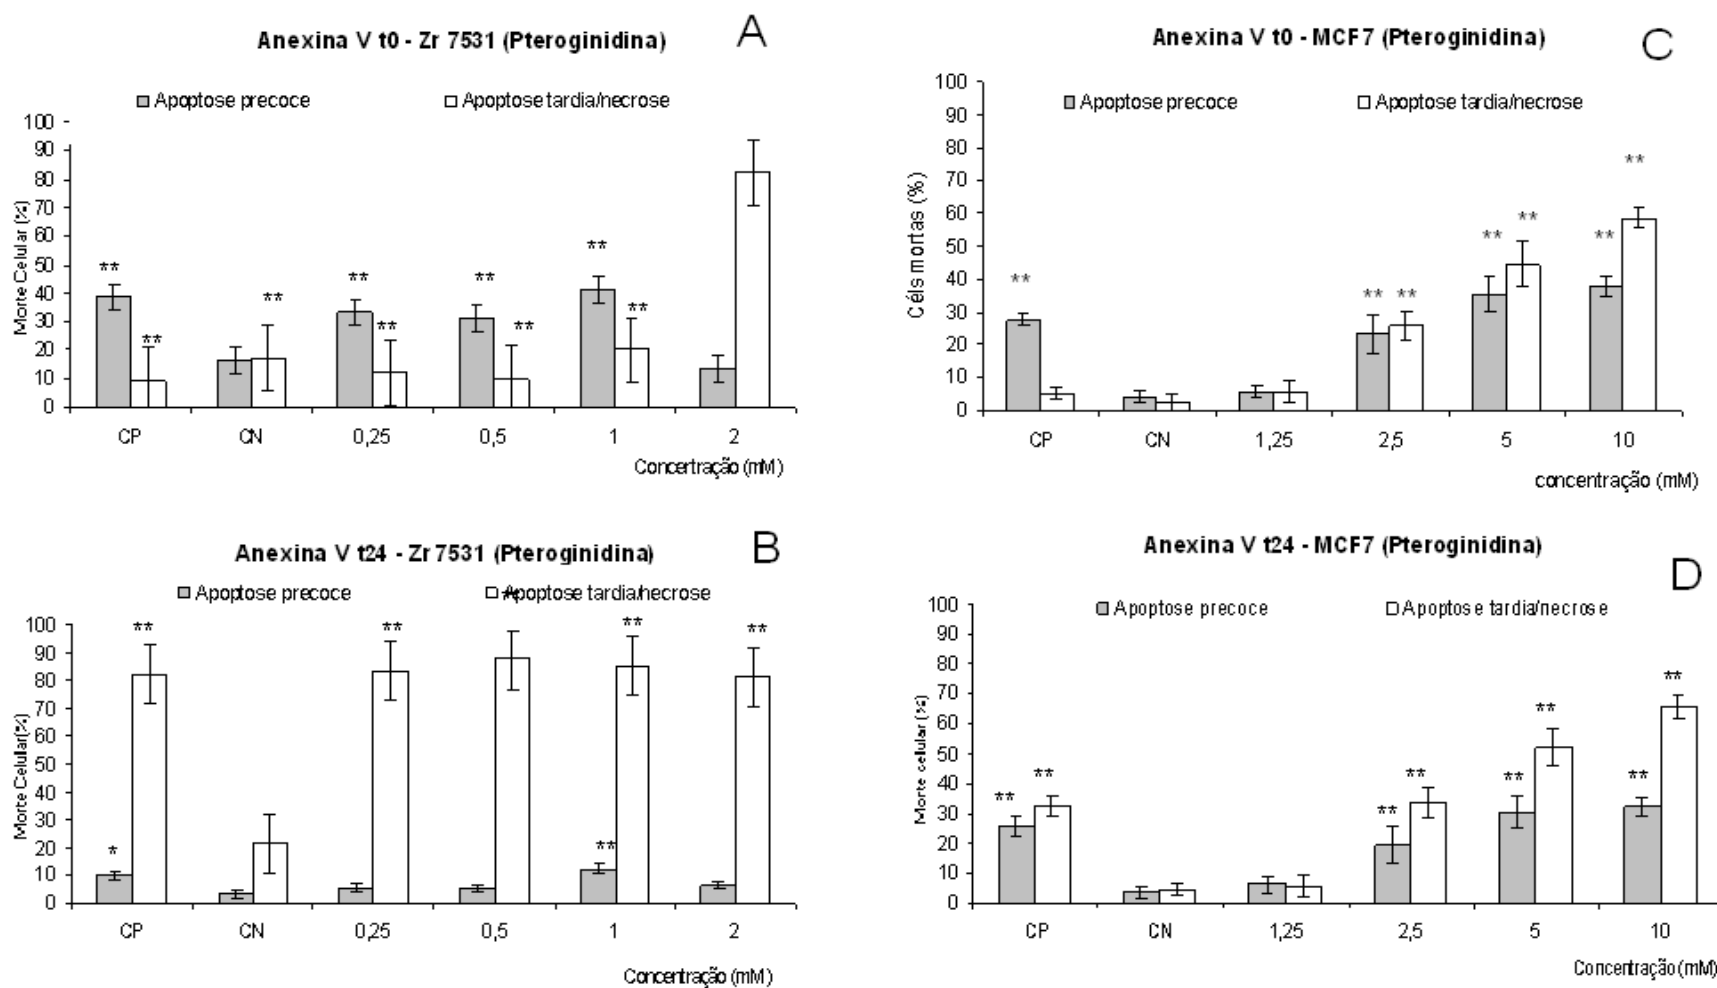 Anexina V t0 - Zr 7531 (Pteroginidina)
A
Apoptose precoce
Apoptose tardia/necrose
Morte Celular (%)
100
90
80
70
60
50
40
30
20
10
0
**
**
**
**
**
**
**
**
**
CP
CN
0,25
0,5
1
2
Concertração (mM)
Anexina V t0 - MCF7 (Pteroginidina)
C
Apoptose precoce
Apoptose tardia/necrose
Céls mortas (%)
100
90
80
70
60
50
40
30
20
10
0
**
**
**
**
**
**
**
CP
CN
1,25
2,5
5
10
concentração (mM)
Anexina V t24 - Zr 7531 (Pteroginidina)
B
Apoptose precoce
Apoptose tardia/necrose
Morte Celular(%)
100
90
80
70
60
50
40
30
20
10
0
*
**
**
**
**
**
**
CP
CN
0,25
0,5
1
2
Concentração (mM)
Anexina V t24 - MCF7 (Pteroginidina)
D
Apoptose precoce
Apoptose tardia/necrose
Morte celular (%)
100
90
80
70
60
50
40
30
20
10
0
**
**
**
**
**
**
**
**
CP
CN
1,25
2,5
5
10
Concentração (mM)